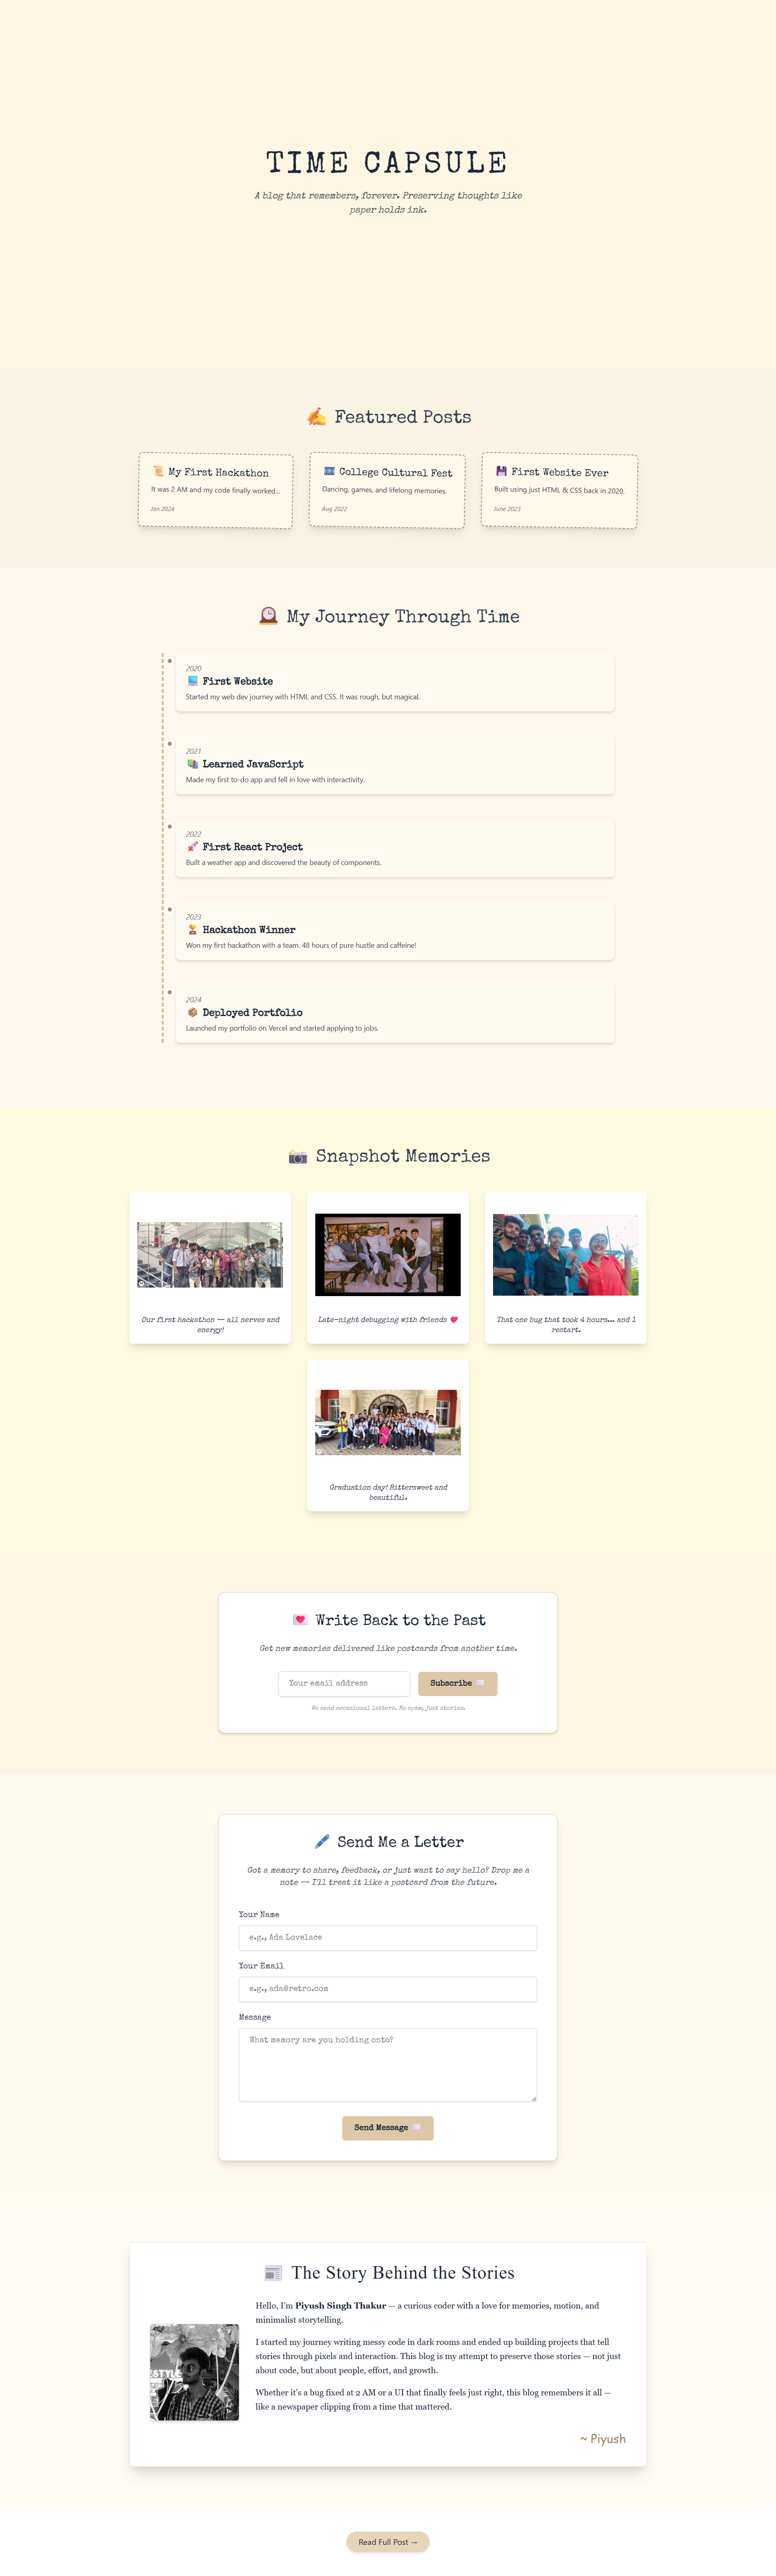 TIME CAPSULE
A blog that remembers, forever. Preserving thoughts like
paper holds ink.
✍️ Featured Posts
📜 My First Hackathon
It was 2 AM and my code finally worked...
Jan 2024
🎞️ College Cultural Fest
Dancing, games, and lifelong memories.
Aug 2022
💾 First Website Ever
Built using just HTML & CSS back in 2020.
June 2023
🕰️ My Journey Through Time
2020
💻 First Website
Started my web dev journey with HTML and CSS. It was rough, but magical.
2021
📚 Learned JavaScript
Made my first to-do app and fell in love with interactivity.
2022
🚀 First React Project
Built a weather app and discovered the beauty of components.
2023
🏆 Hackathon Winner
Won my first hackathon with a team. 48 hours of pure hustle and caffeine!
2024
📦 Deployed Portfolio
Launched my portfolio on Vercel and started applying to jobs.
📸 Snapshot Memories
Our first hackathon — all nerves and
energy!
Late-night debugging with friends ❤️
That one bug that took 4 hours... and 1
restart.
Graduation day! Bittersweet and
beautiful.
💌 Write Back to the Past
Get new memories delivered like postcards from another time.
Your email address
Subscribe ✉️
We send occasional letters. No spam, just stories.
🖋️ Send Me a Letter
Got a memory to share, feedback, or just want to say hello? Drop me a
note — I'll treat it like a postcard from the future.
Your Name
e.g., Ada Lovelace
Your Email
e.g., ada@retro.com
Message
What memory are you holding onto?
Send Message ✉️
📰 The Story Behind the Stories
Hello, I'm Piyush Singh Thakur — a curious coder with a love for memories, motion, and
minimalist storytelling.
I started my journey writing messy code in dark rooms and ended up building projects that tell
stories through pixels and interaction. This blog is my attempt to preserve those stories — not just
about code, but about people, effort, and growth.
Whether it's a bug fixed at 2 AM or a UI that finally feels just right, this blog remembers it all —
like a newspaper clipping from a time that mattered.
ESTYLE
~ Piyush
Read Full Post →